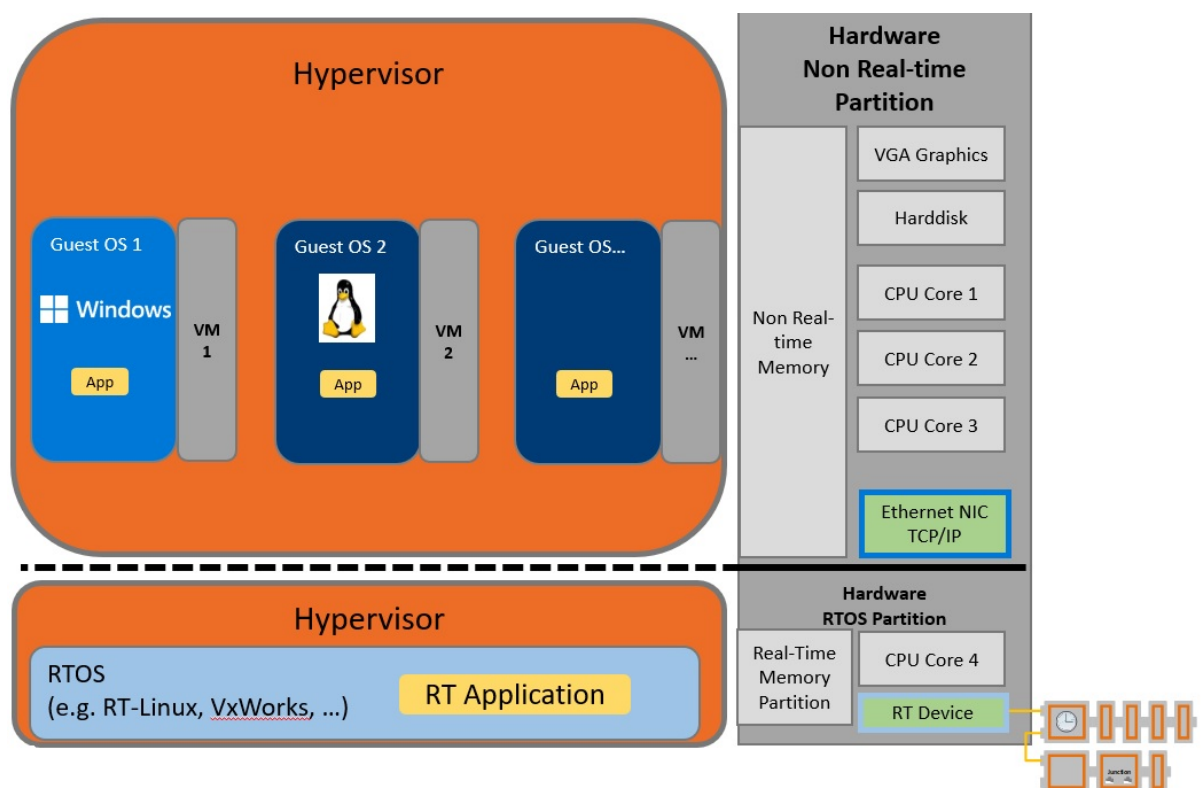 Hypervisor
Guest OS 1
Windows
App
VM
1
Guest OS 2
App
VM
2
Guest OS...
App
VM
...
Hardware
Non Real-time
Partition
Non Real-
time
Memory
VGA Graphics
Harddisk
CPU Core 1
CPU Core 2
CPU Core 3
Ethernet NIC
TCP/IP
Hypervisor
RTOS
(e.g. RT-Linux, VxWorks, ...)
RT Application
Hardware
RTOS Partition
Real-Time
Memory
Partition
CPU Core 4
RT Device
Junction